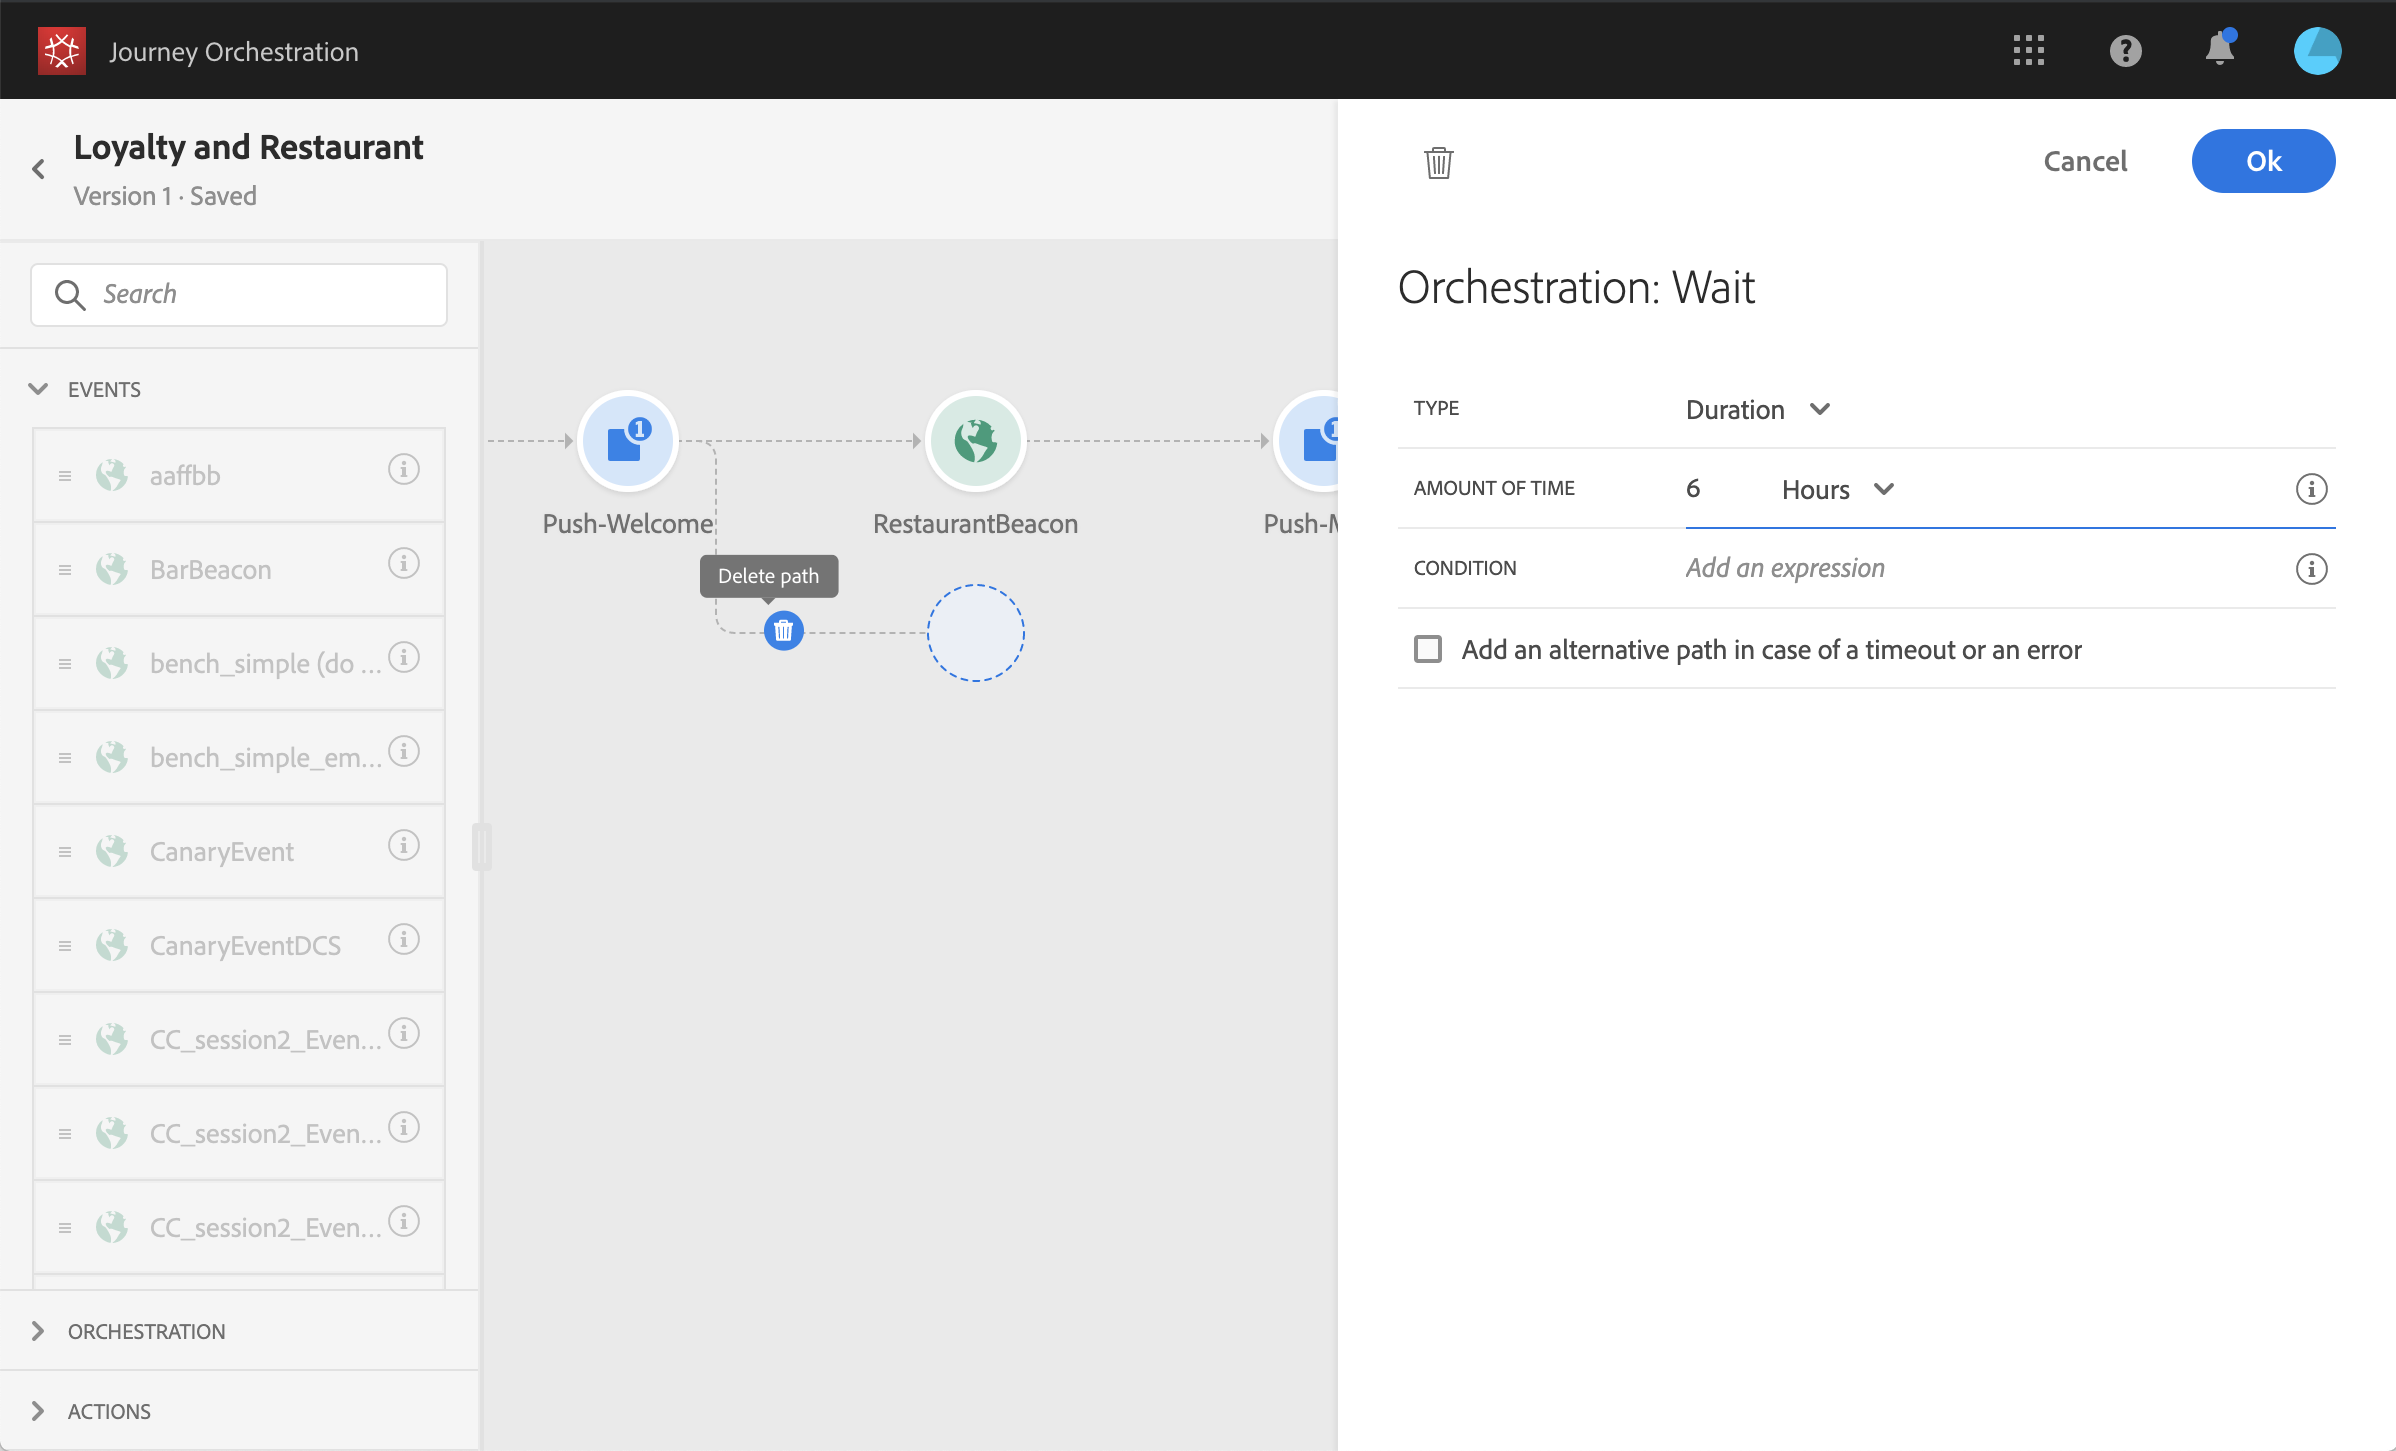 Journey Orchestration
Loyalty and Restaurant
Version 1 · Saved
Cancel
Ok
Search
EVENTS
aaffbb
BarBeacon
bench_simple (do ...
bench_simple_em...
CanaryEvent
CanaryEventDCS
CC_session2_Even...
CC_session2_Even...
CC_session2_Even...
ORCHESTRATION
ACTIONS
1
1
Push-Welcome
RestaurantBeacon
Push-M
Delete path
Orchestration: Wait
TYPE Duration
AMOUNT OF TIME 6 Hours
CONDITION Add an expression
Add an alternative path in case of a timeout or an error